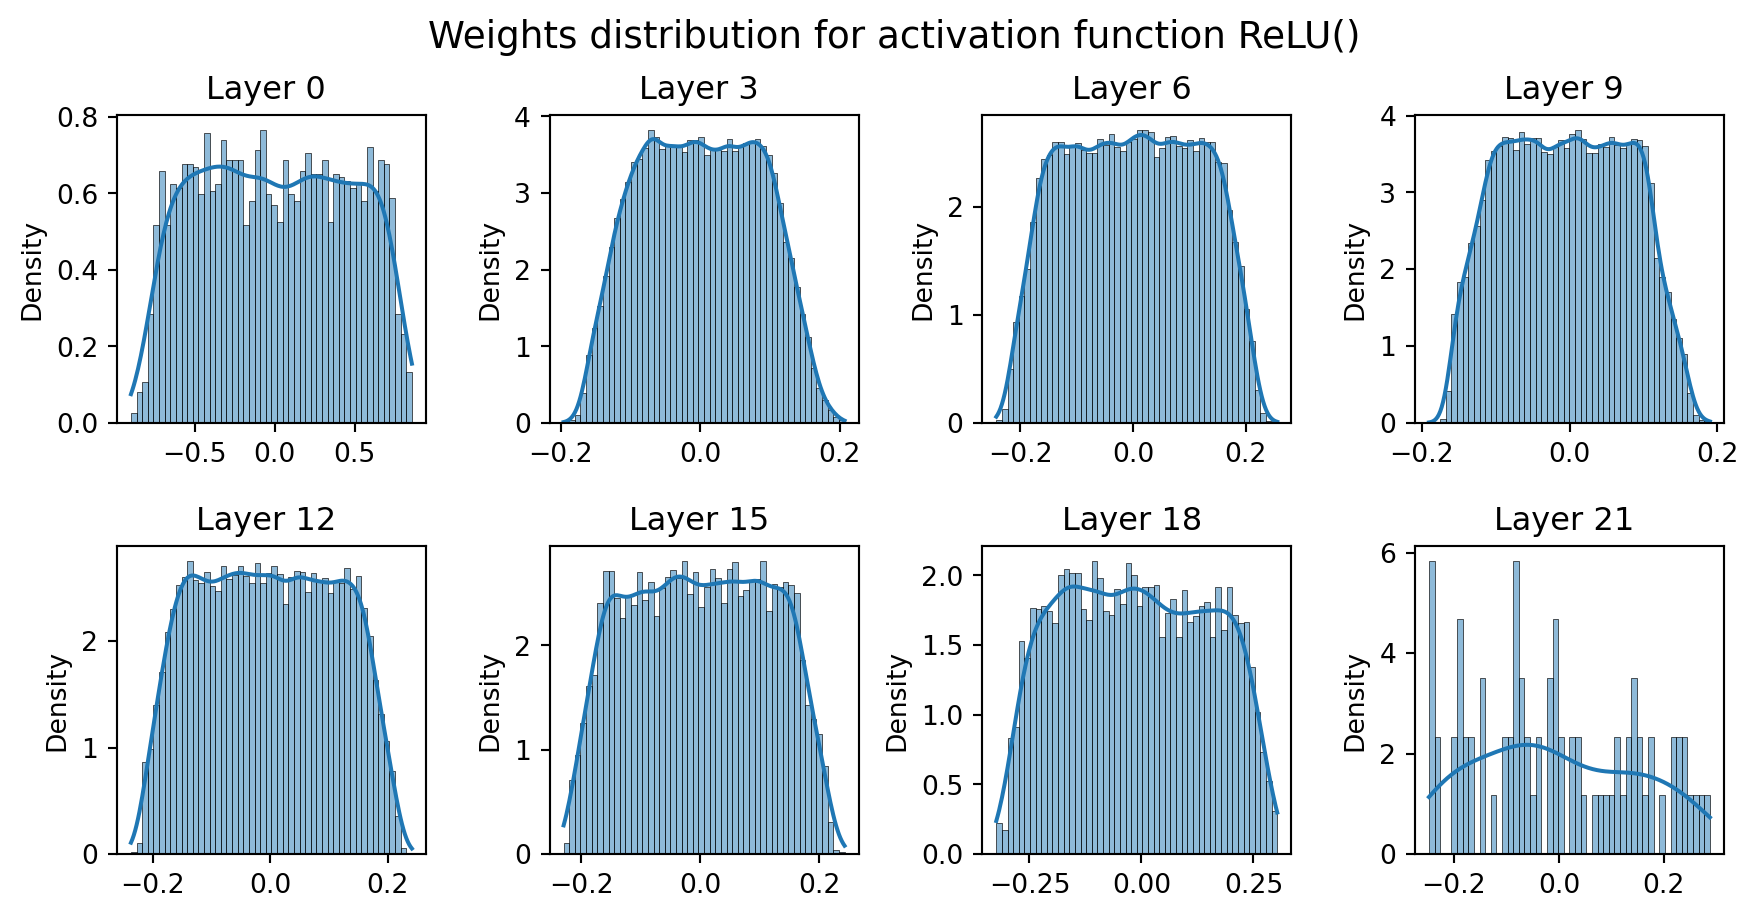 Weights distribution for activation function ReLU()
Layer 0
Density
0.8
0.6
0.4
0.2
0.0
−0.5 0.0 0.5
Layer 3
Density
4
3
2
1
0
−0.2 0.0 0.2
Layer 6
Density
2
1
0
−0.2 0.0 0.2
Layer 9
Density
4
3
2
1
0
−0.2 0.0 0.2
Layer 12
Density
2
1
0
−0.2 0.0 0.2
Layer 15
Density
2
1
0
−0.2 0.0 0.2
Layer 18
Density
2.0
1.5
1.0
0.5
0.0
−0.25 0.00 0.25
Layer 21
Density
6
4
2
0
−0.2 0.0 0.2